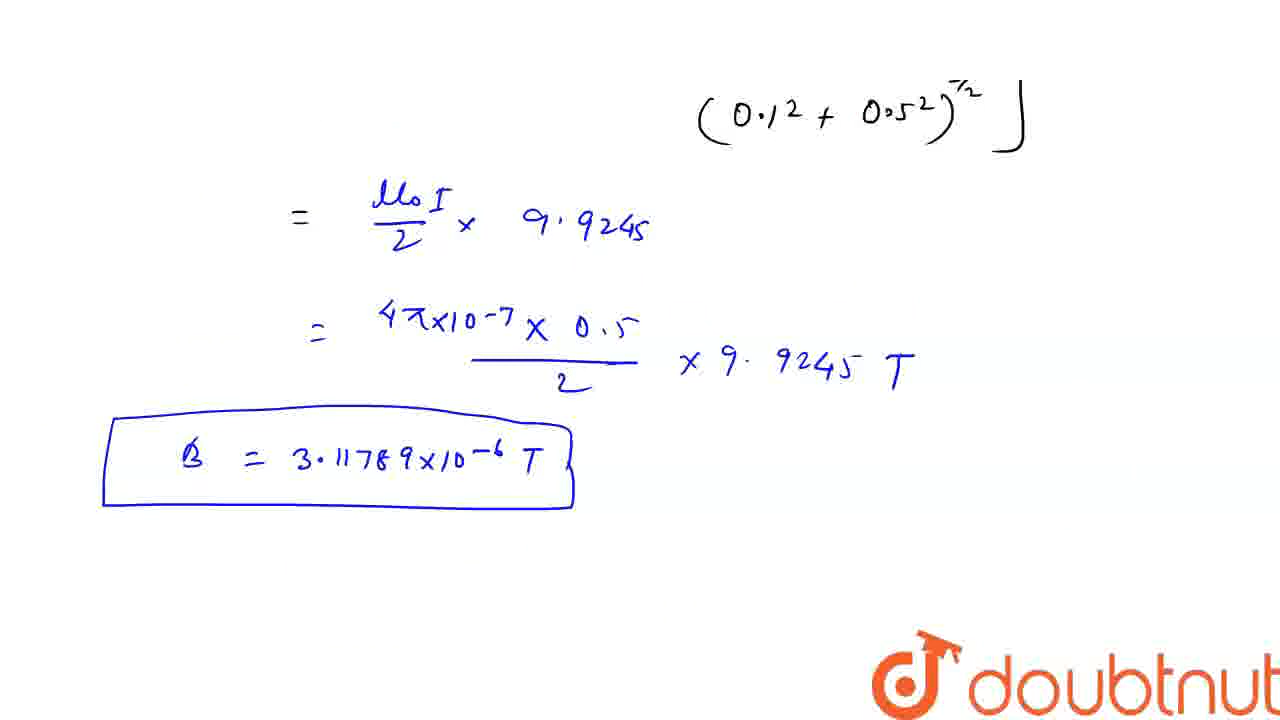 (0.1² + 0.5²)^7/2 ]
= μ₀I/2 × 9.9245
= 4π×10⁻⁷ × 0.5/2 × 9.9245 T
B = 3.11789×10⁻⁶ T
doubtnut